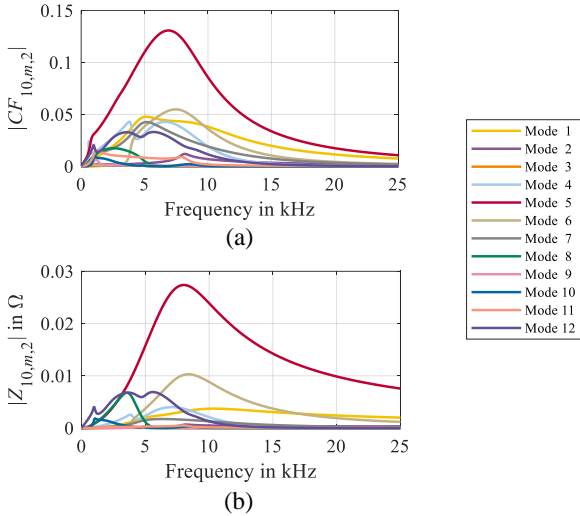 0.15
0.1
0.05
0
|CF 10,m,2|
0 5 10 15 20 25
Frequency in kHz
(a)
0.03
0.02
0.01
0
|Z10,m,2| in Ω
0 5 10 15 20 25
Frequency in kHz
(b)
Mode 1
Mode 2
Mode 3
Mode 4
Mode 5
Mode 6
Mode 7
Mode 8
Mode 9
Mode 10
Mode 11
Mode 12